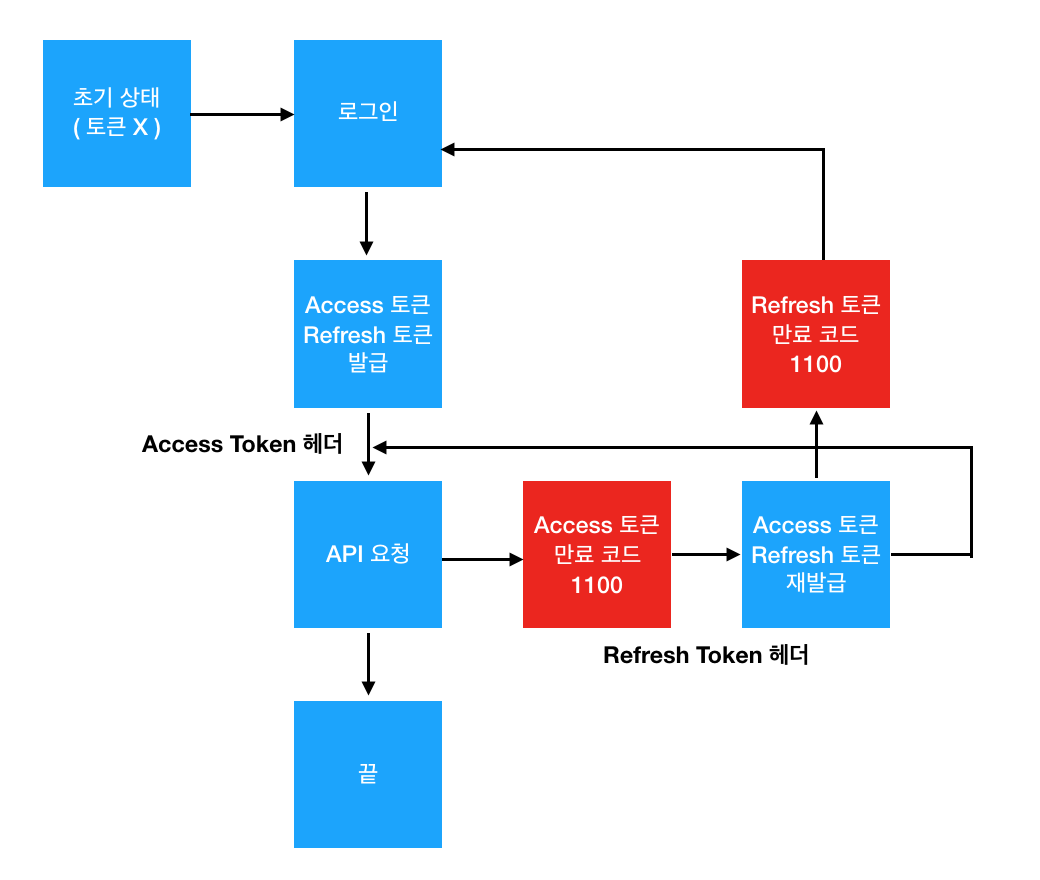 초기 상태
( 토큰 X )
로그인
Access 토큰
Refresh 토큰
발급
Refresh 토큰
만료 코드
1100
Access Token 헤더
API 요청
Access 토큰
만료 코드
1100
Access 토큰
Refresh 토큰
재발급
Refresh Token 헤더
끝